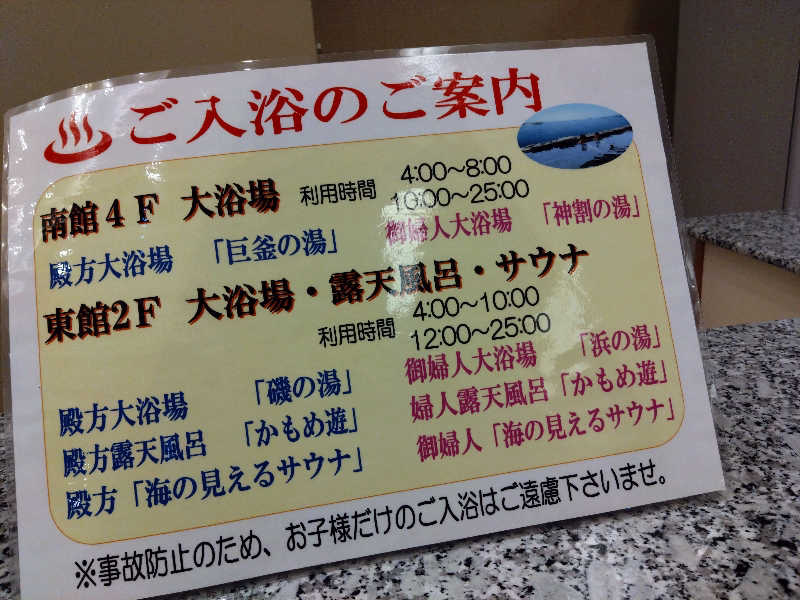 ご入浴のご案内
南館4F 大浴場 利用時間 4:00～8:00
10:00～25:00
殿方大浴場 「巨釜の湯」 御婦人大浴場 「神割の湯」
東館2F 大浴場・露天風呂・サウナ
利用時間 4:00～10:00
12:00～25:00
殿方大浴場 「磯の湯」 御婦人大浴場 「浜の湯」
殿方露天風呂 「かもめ遊」 婦人露天風呂「かもめ遊」
殿方「海の見えるサウナ」 御婦人「海の見えるサウナ」
※事故防止のため、お子様だけのご入浴はご遠慮下さいませ。